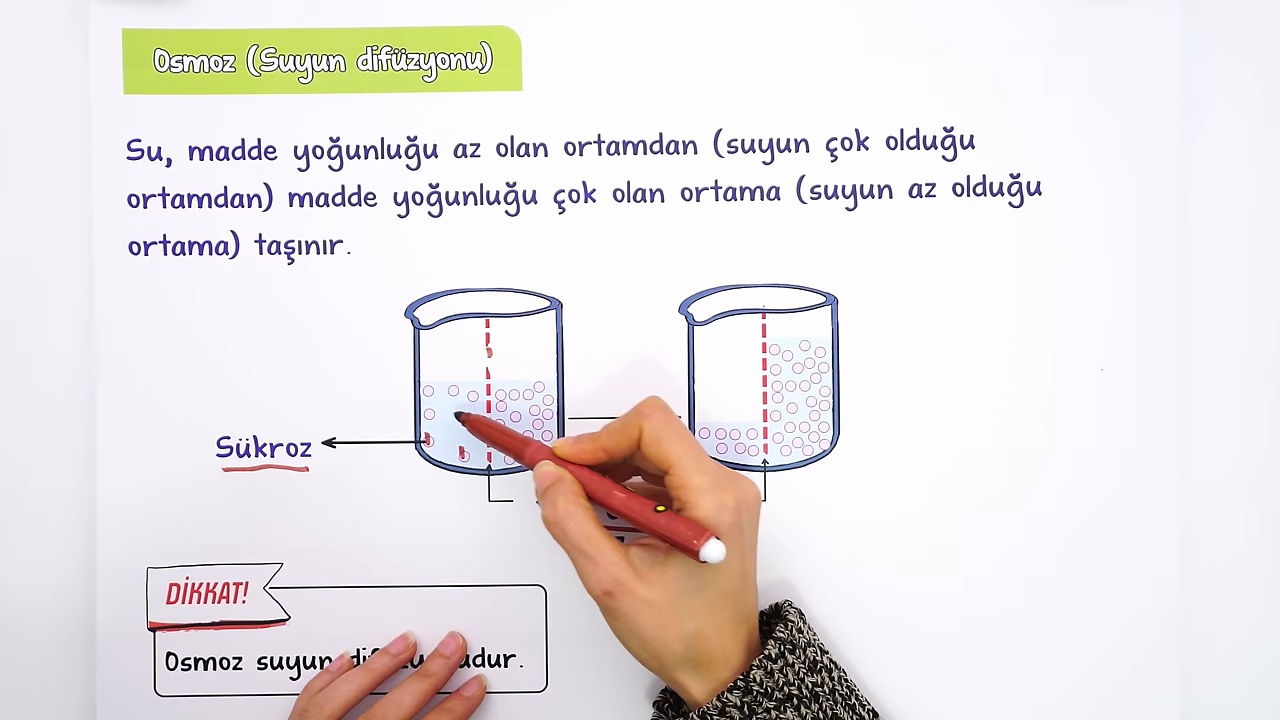 Osmoz (Suyun difüzyonu)
Su, madde yoğunluğu az olan ortamdan (suyun çok olduğu
ortamdan) madde yoğunluğu çok olan ortama (suyun az olduğu
ortama) taşınır.
Sükroz
DİKKAT!
Osmoz suyun